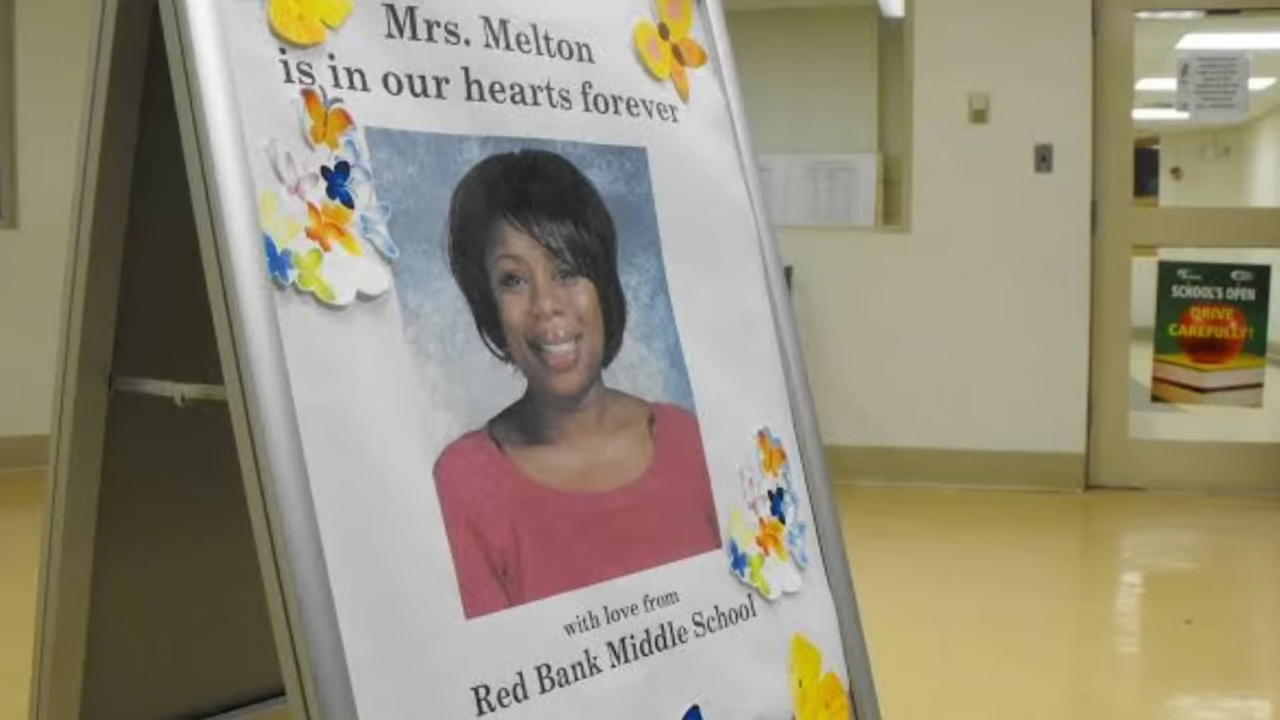 Mrs. Melton
is in our hearts forever
with love from
Red Bank Middle School
SCHOOL'S OPEN
DRIVE
CAREFULLY!